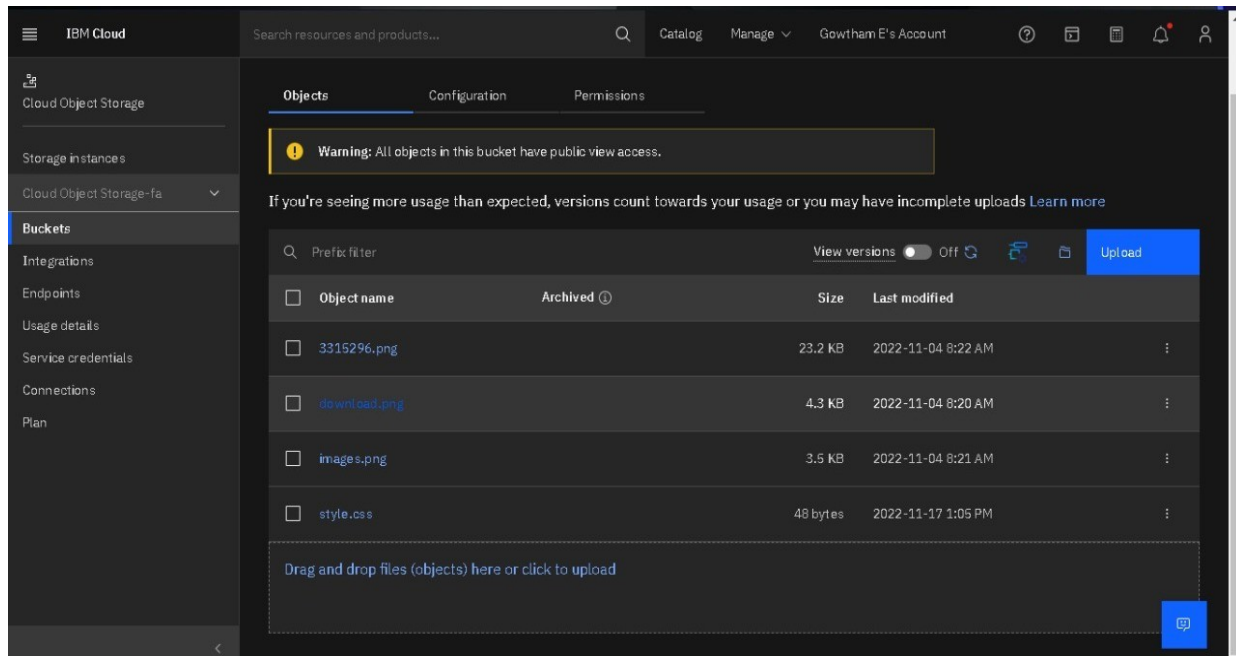 IBM Cloud
Search resources and products...
Catalog
Manage
Gowtham E's Account
Cloud Object Storage
Storage instances
Cloud Object Storage-fa
Buckets
Integrations
Endpoints
Usage details
Service credentials
Connections
Plan
Objects
Configuration
Permissions
Warning: All objects in this bucket have public view access.
If you're seeing more usage than expected, versions count towards your usage or you may have incomplete uploads Learn more
Prefix filter
View versions
Off
Upload
Object name
Archived
Size
Last modified
3315296.png 23.2 KB 2022-11-04 8:22 AM
download.png 4.3 KB 2022-11-04 8:20 AM
images.png 3.5 KB 2022-11-04 8:21 AM
style.css 48 bytes 2022-11-17 1:05 PM
Drag and drop files (objects) here or click to upload